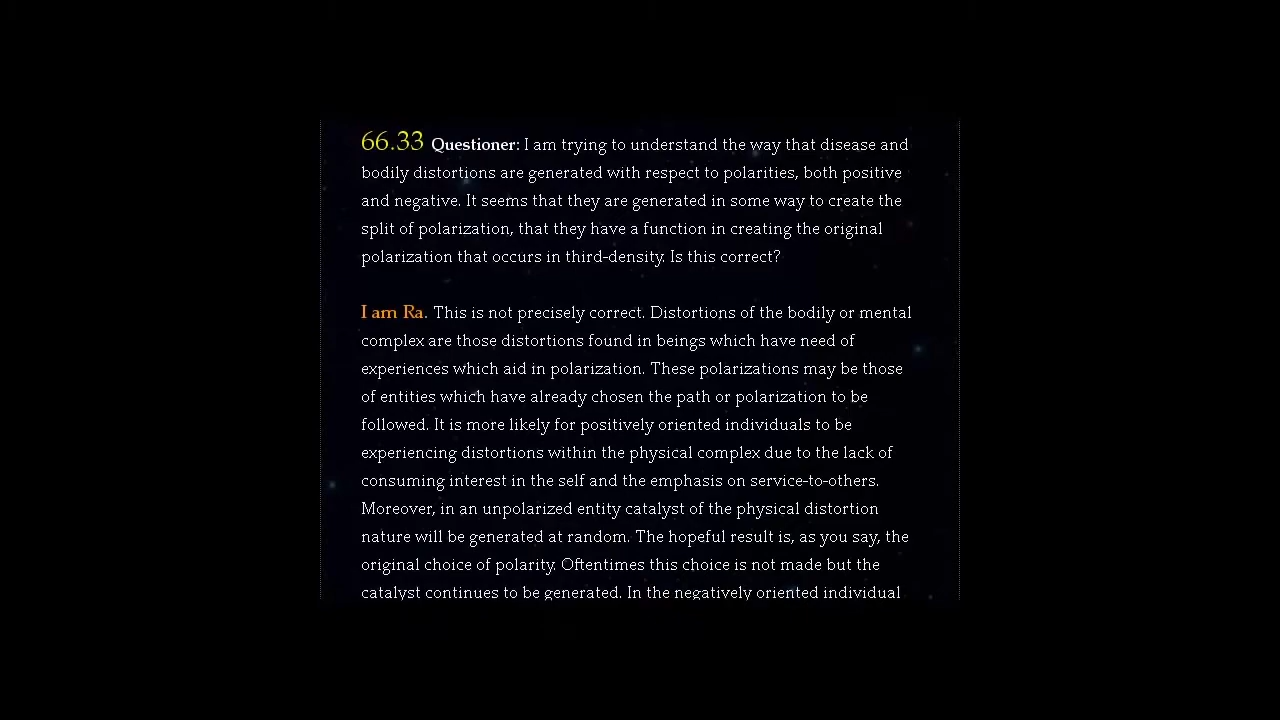 66.33 Questioner: I am trying to understand the way that disease and
bodily distortions are generated with respect to polarities, both positive
and negative. It seems that they are generated in some way to create the
split of polarization, that they have a function in creating the original
polarization that occurs in third-density. Is this correct?
I am Ra. This is not precisely correct. Distortions of the bodily or mental
complex are those distortions found in beings which have need of
experiences which aid in polarization. These polarizations may be those
of entities which have already chosen the path or polarization to be
followed. It is more likely for positively oriented individuals to be
experiencing distortions within the physical complex due to the lack of
consuming interest in the self and the emphasis on service-to-others.
Moreover, in an unpolarized entity catalyst of the physical distortion
nature will be generated at random. The hopeful result is, as you say, the
original choice of polarity. Oftentimes this choice is not made but the
catalyst continues to be generated. In the negatively oriented individual